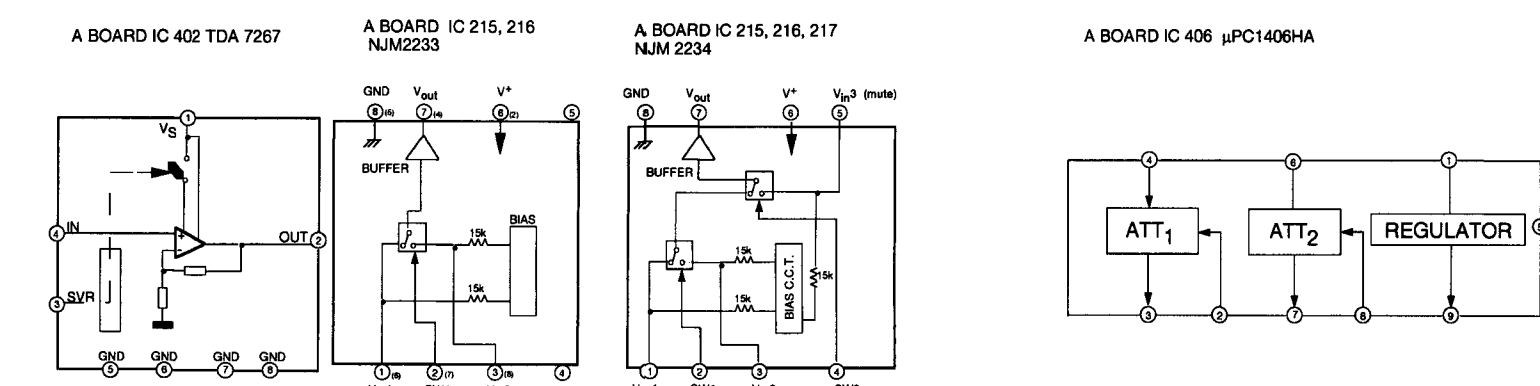 A BOARD IC 402 TDA 7267
VS
4 IN
OUT 2
3 SVR
GND GND GND GND
5 6 7 8
1
A BOARD IC 215, 216
NJM2233
GND Vout V+
8 (5) 7 (4) 6 (2) 5
BUFFER
BIAS
15k
15k
1 (6) 2 (7) 3 (8) 4
A BOARD IC 215, 216, 217
NJM 2234
GND Vout V+ Vin3 (mute)
8 7 6 5
BUFFER
15k
15k
15k
BIAS C.C.T.
1 2 3 4
A BOARD IC 406 μPC1406HA
4 6 1
ATT1 ATT2 REGULATOR
3 2 7 8 9